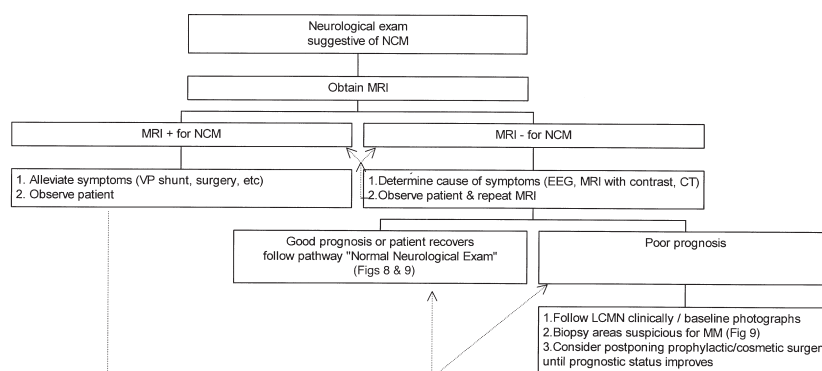 Neurological exam
suggestive of NCM
Obtain MRI
MRI + for NCM
MRI - for NCM
1. Alleviate symptoms (VP shunt, surgery, etc)
2. Observe patient
1.Determine cause of symptoms (EEG, MRI with contrast, CT)
2.Observe patient & repeat MRI
Good prognosis or patient recovers
follow pathway "Normal Neurological Exam"
(Figs 8 & 9)
Poor prognosis
1.Follow LCMN clinically / baseline photographs
2.Biopsy areas suspicious for MM (Fig 9)
3.Consider postponing prophylactic/cosmetic surger
until prognostic status improves